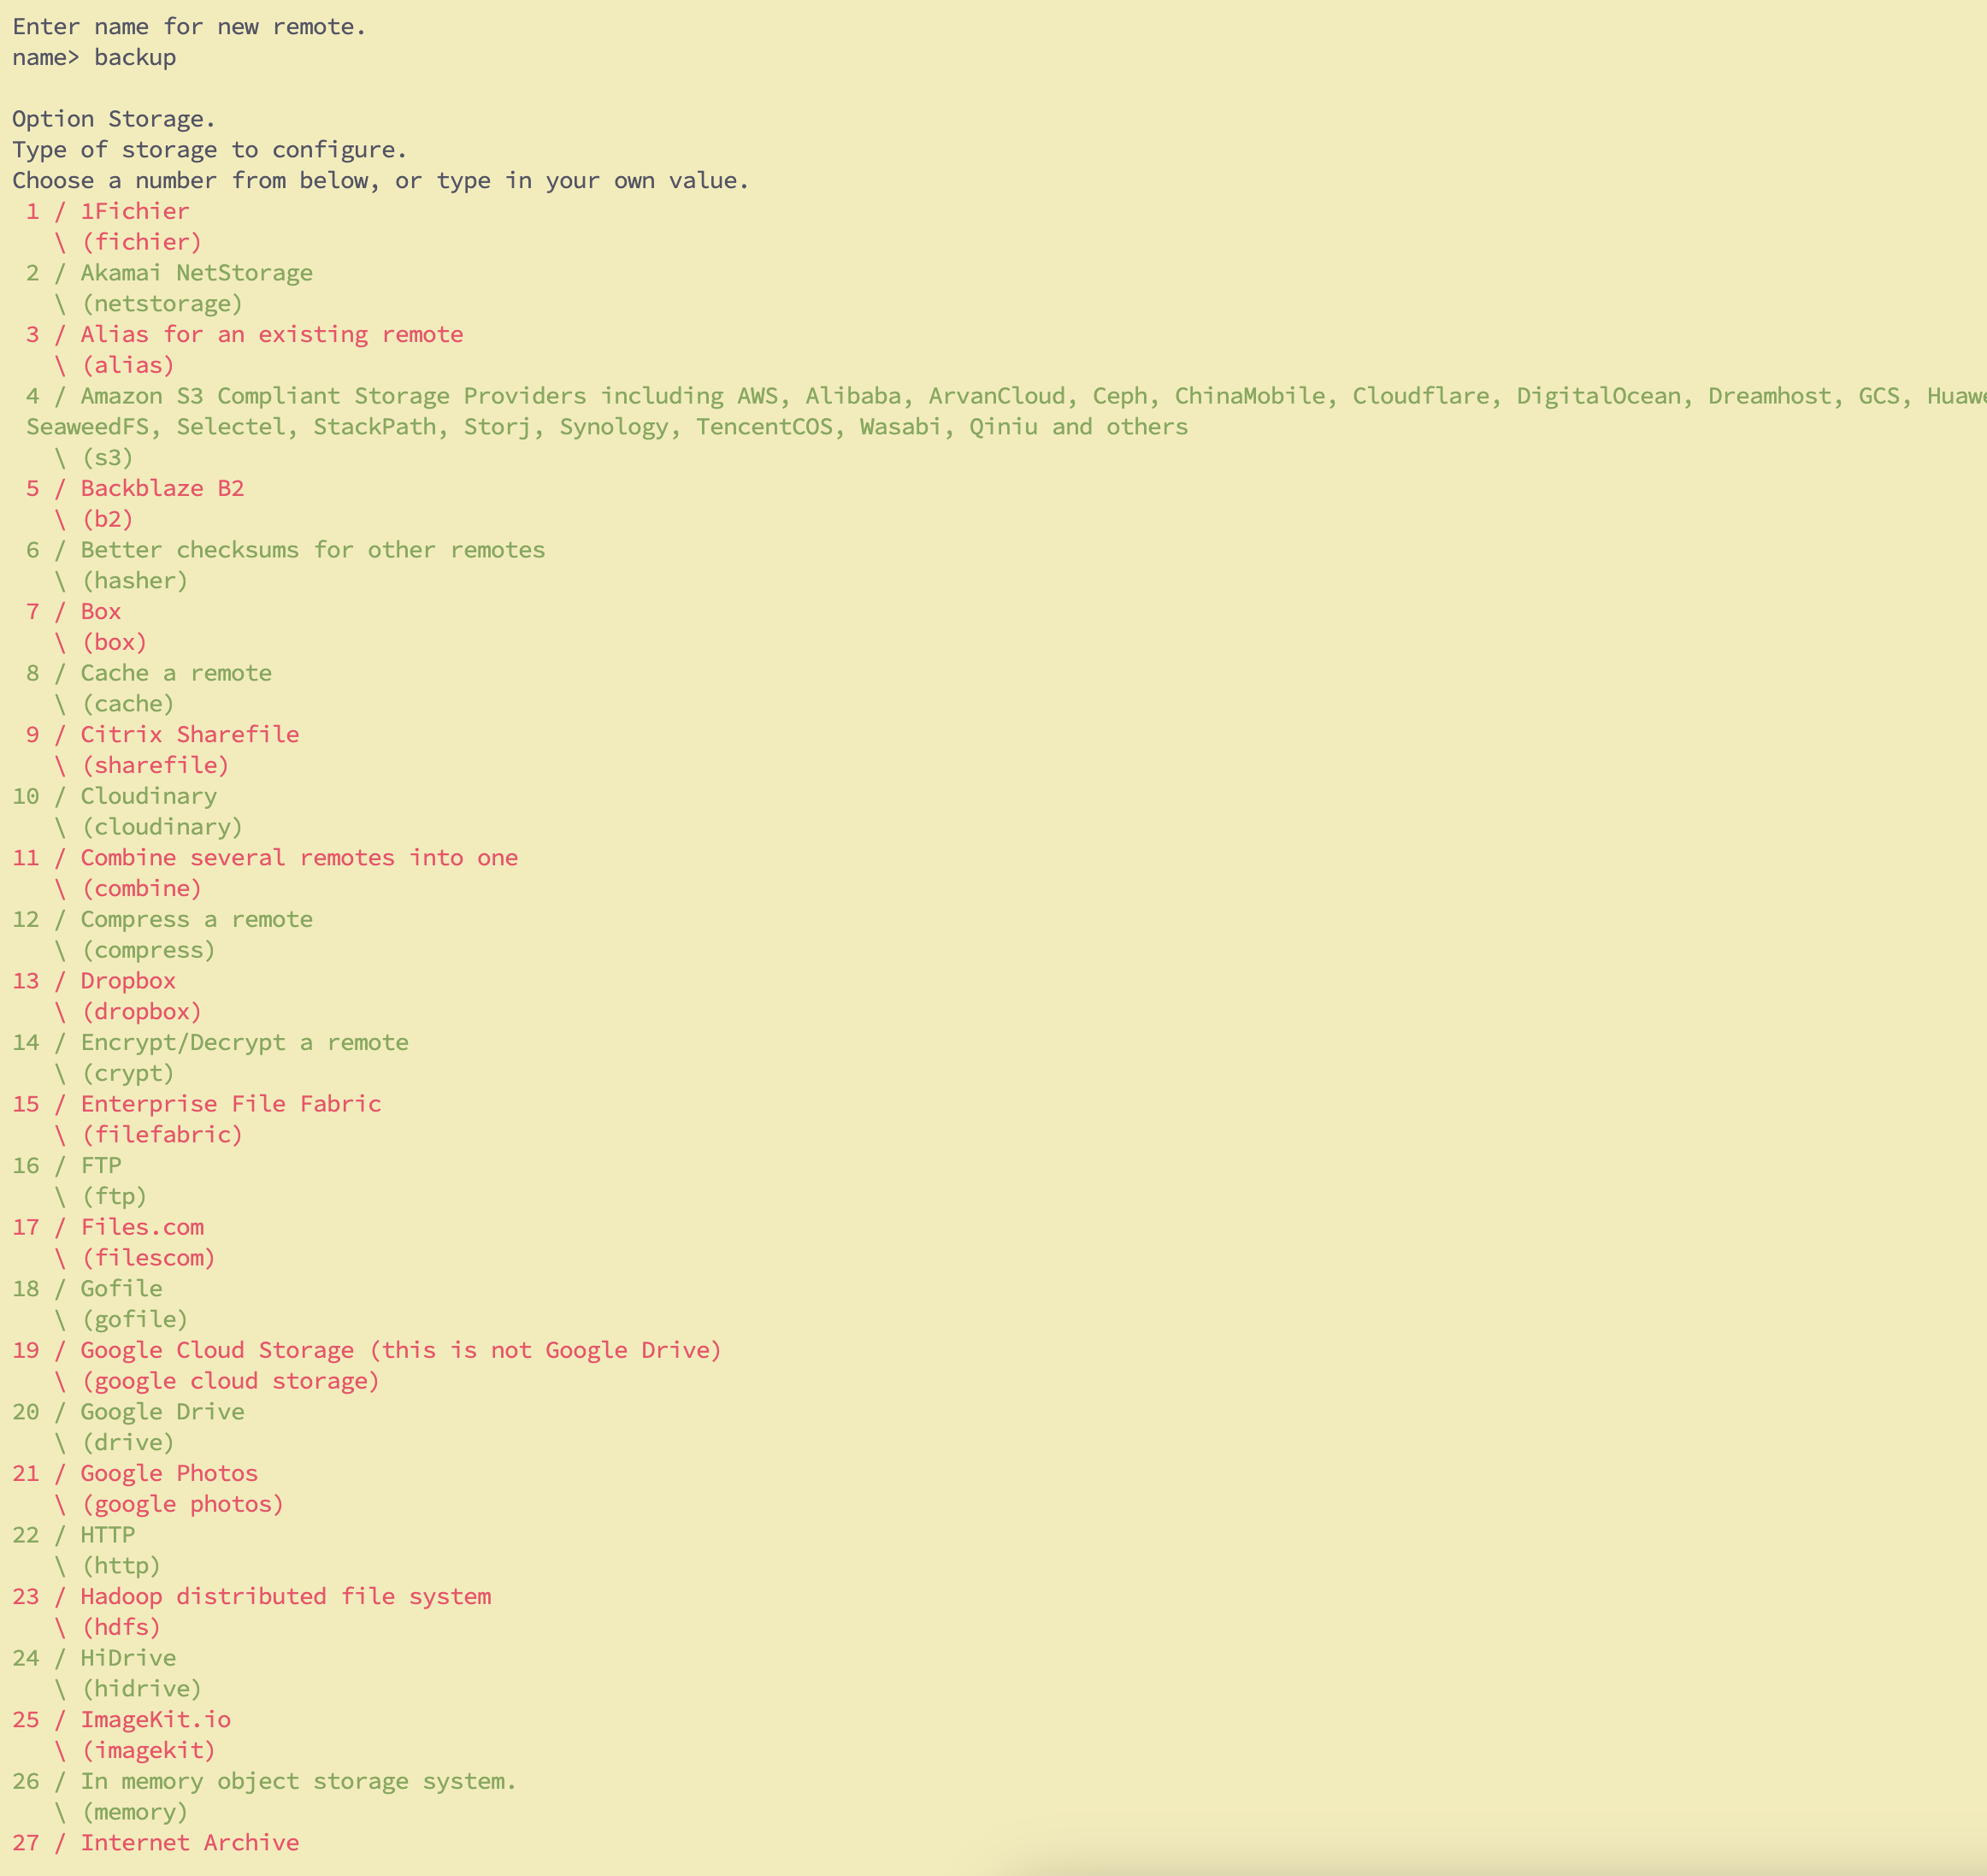 Enter name for new remote.
name> backup
Option Storage.
Type of storage to configure.
Choose a number from below, or type in your own value.
1 / 1Fichier
\ (fichier)
2 / Akamai NetStorage
\ (netstorage)
3 / Alias for an existing remote
\ (alias)
4 / Amazon S3 Compliant Storage Providers including AWS, Alibaba, ArvanCloud, Ceph, ChinaMobile, Cloudflare, DigitalOcean, Dreamhost, GCS,
SeaweedFS, Selectel, StackPath, Storj, Synology, TencentCOS, Wasabi, Qiniu and others
\ (s3)
5 / Backblaze B2
\ (b2)
6 / Better checksums for other remotes
\ (hasher)
7 / Box
\ (box)
8 / Cache a remote
\ (cache)
9 / Citrix Sharefile
\ (sharefile)
10 / Cloudinary
\ (cloudinary)
11 / Combine several remotes into one
\ (combine)
12 / Compress a remote
\ (compress)
13 / Dropbox
\ (dropbox)
14 / Encrypt/Decrypt a remote
\ (crypt)
15 / Enterprise File Fabric
\ (filefabric)
16 / FTP
\ (ftp)
17 / Files.com
\ (filescom)
18 / Gofile
\ (gofile)
19 / Google Cloud Storage (this is not Google Drive)
\ (google cloud storage)
20 / Google Drive
\ (drive)
21 / Google Photos
\ (google photos)
22 / HTTP
\ (http)
23 / Hadoop distributed file system
\ (hdfs)
24 / HiDrive
\ (hidrive)
25 / ImageKit.io
\ (imagekit)
26 / In memory object storage system.
\ (memory)
27 / Internet Archive